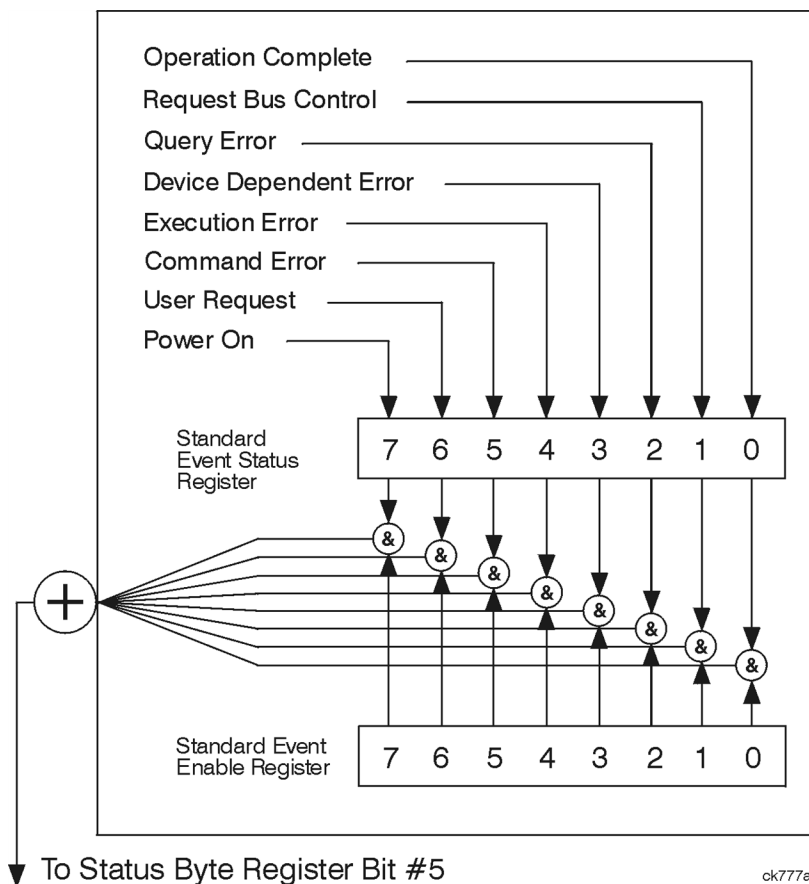 Operation Complete
Request Bus Control
Query Error
Device Dependent Error
Execution Error
Command Error
User Request
Power On
Standard
Event Status
Register
7 6 5 4 3 2 1 0
&
&
&
&
&
&
&
&
+
Standard Event
Enable Register
7 6 5 4 3 2 1 0
To Status Byte Register Bit #5
ck777a